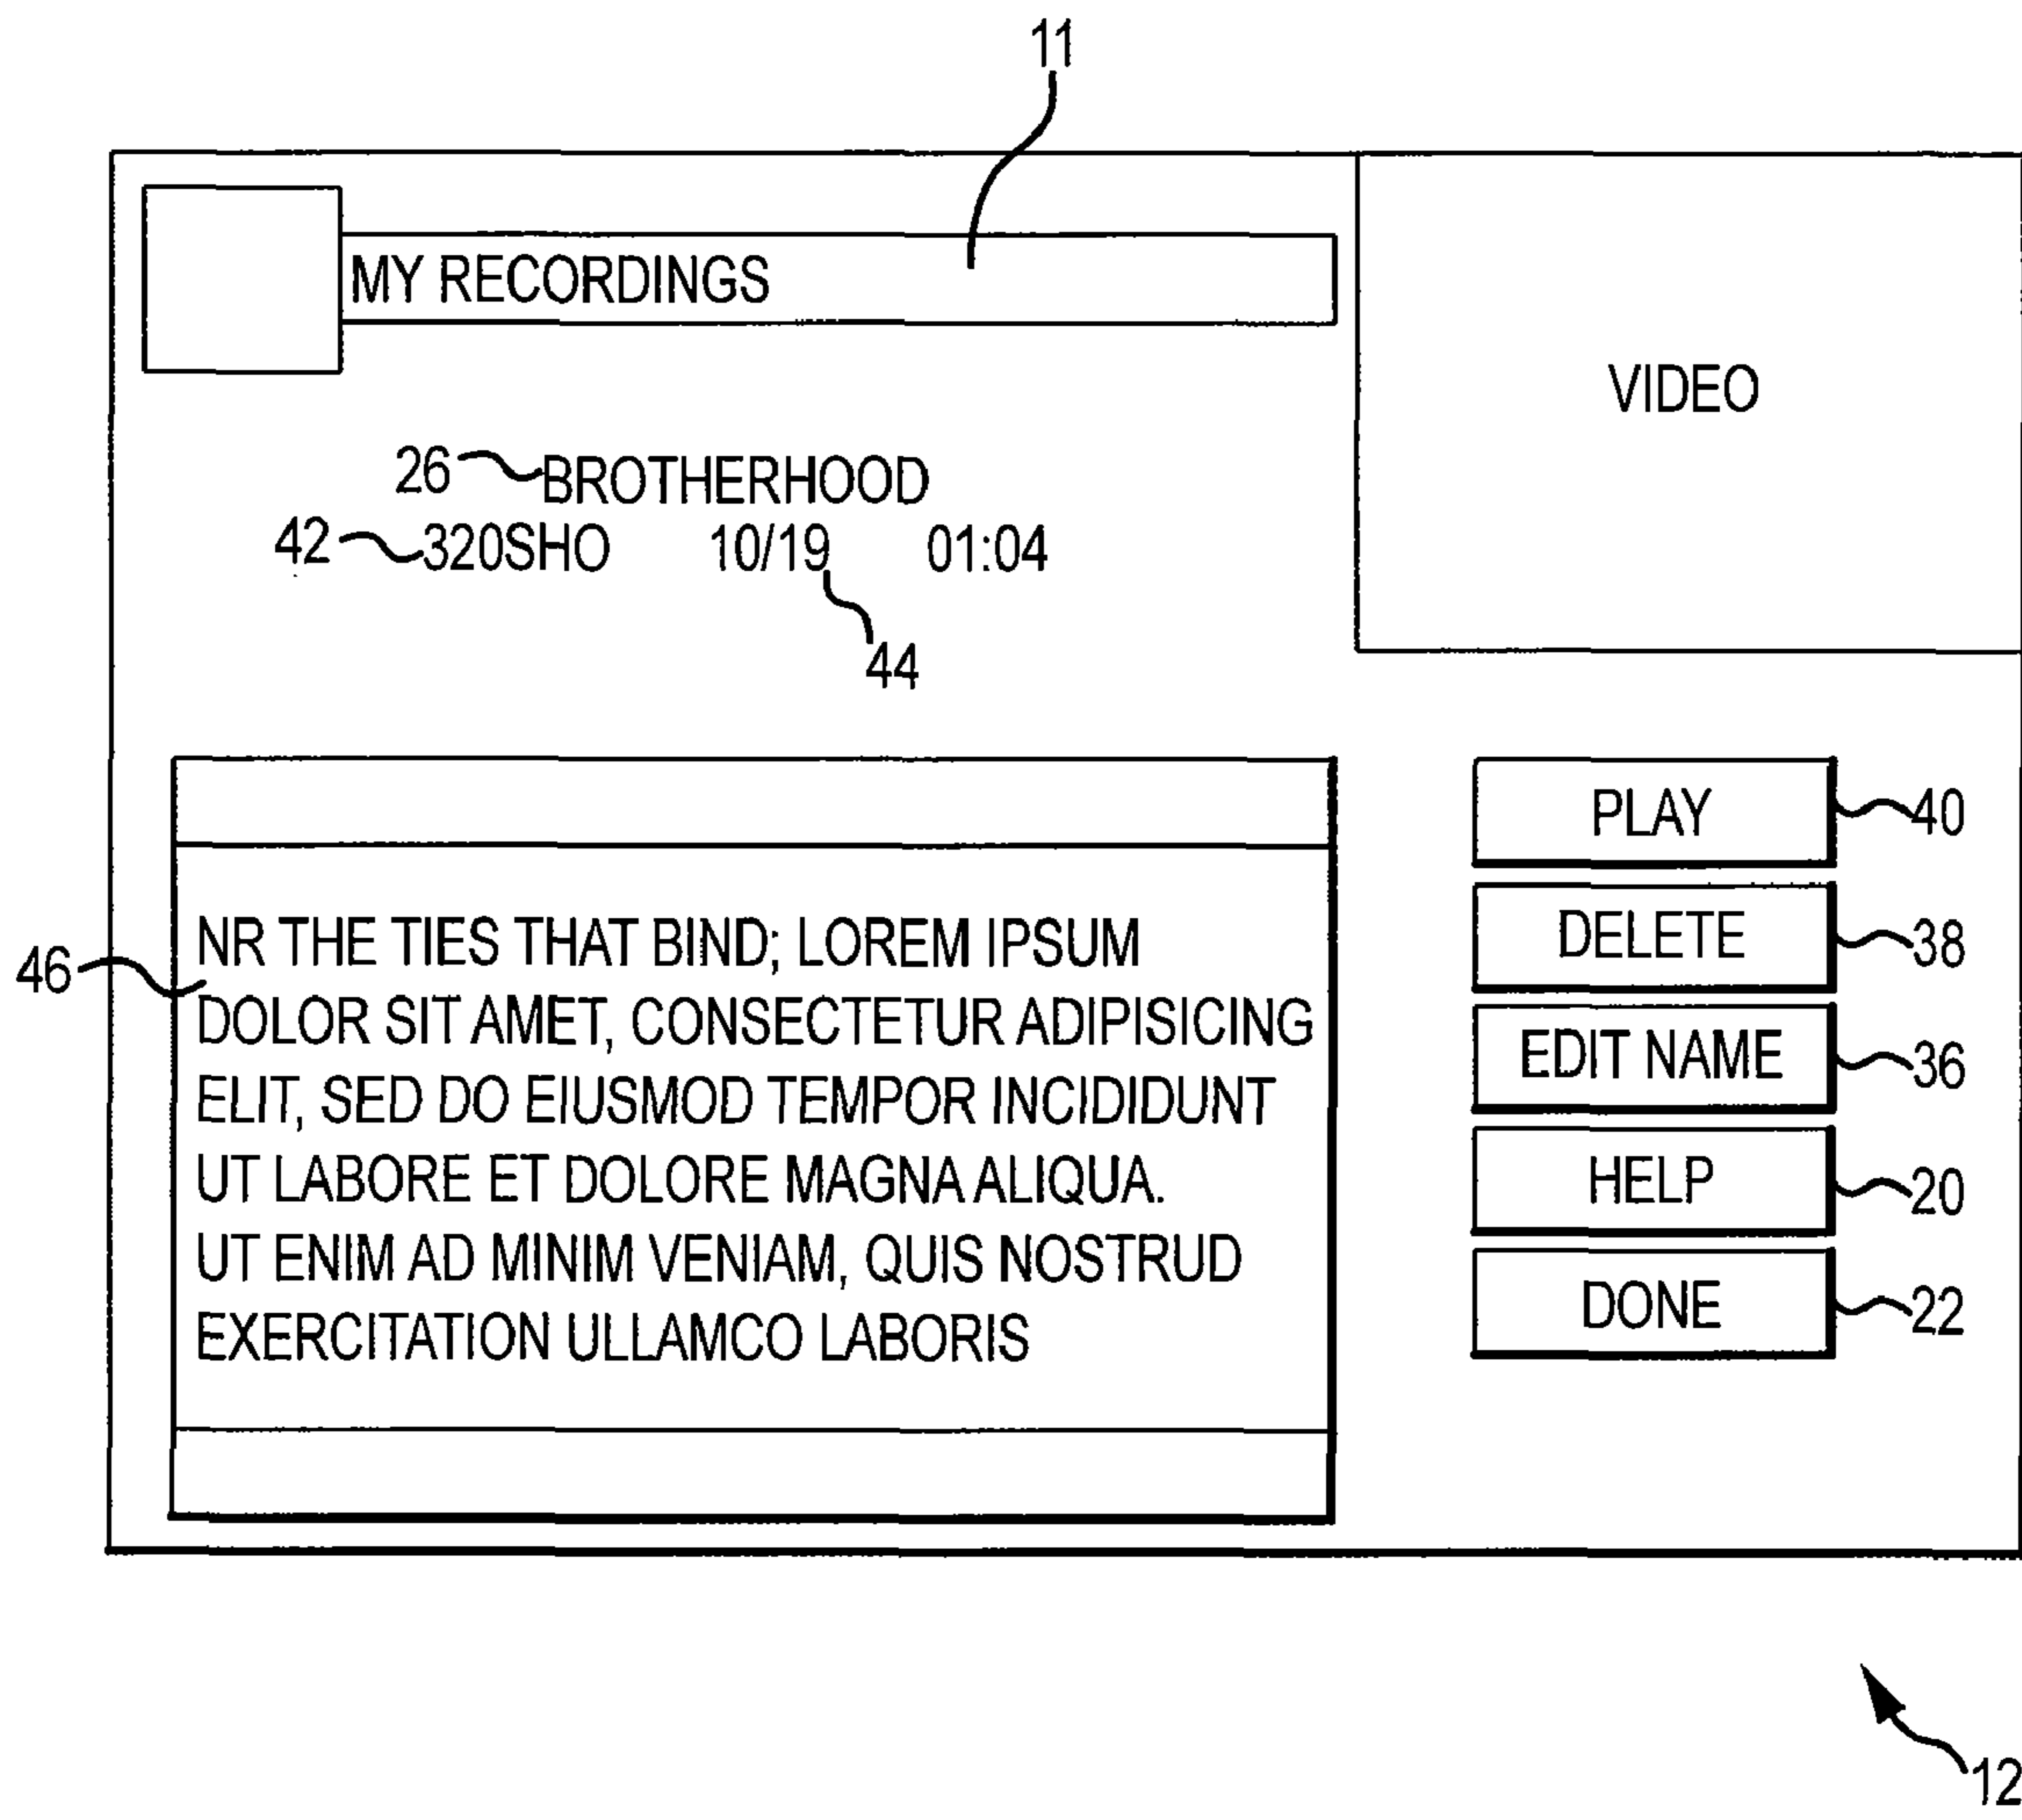 11
MY RECORDINGS
VIDEO
26 BROTHERHOOD
42 320SHO 10/19 01:04
44
PLAY 40
DELETE 38
EDIT NAME 36
HELP 20
DONE 22
46
NR THE TIES THAT BIND; LOREM IPSUM
DOLOR SIT AMET, CONSECTETUR ADIPISICING
ELIT, SED DO EIUSMOD TEMPOR INCIDIDUNT
UT LABORE ET DOLORE MAGNA ALIQUA.
UT ENIM AD MINIM VENIAM, QUIS NOSTRUD
EXERCITATION ULLAMCO LABORIS
12